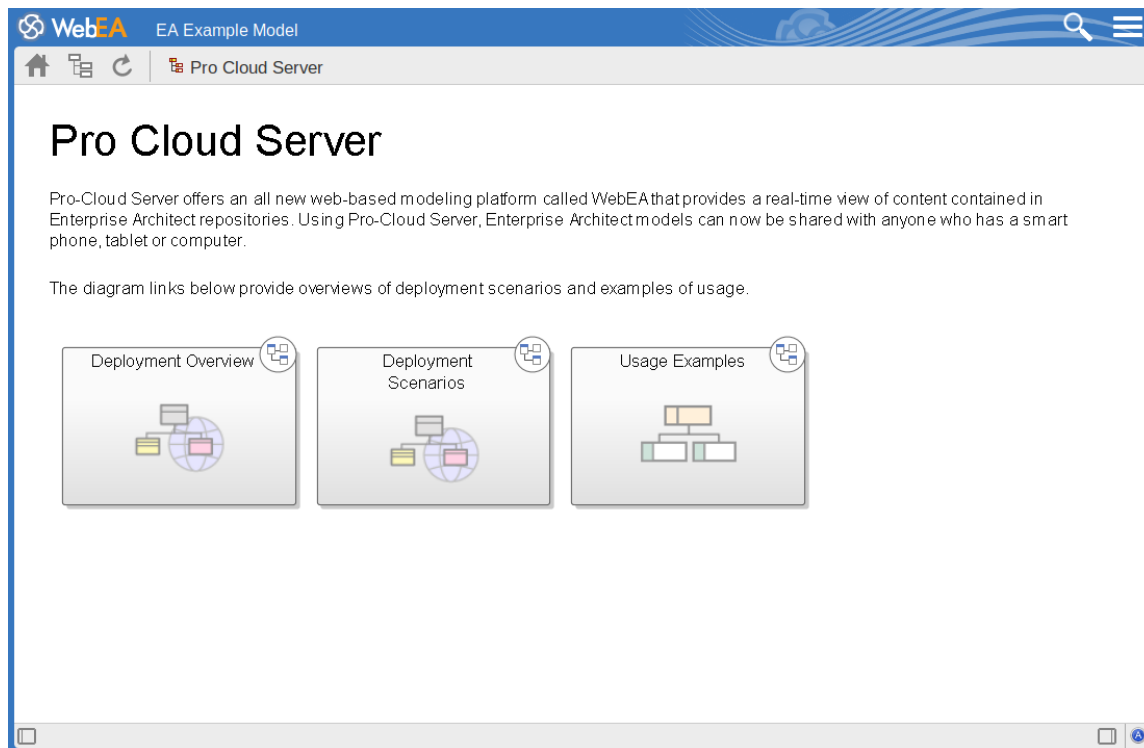 WebEA EA Example Model
Pro Cloud Server
Pro Cloud Server
Pro-Cloud Server offers an all new web-based modeling platform called WebEA that provides a real-time view of content contained in
Enterprise Architect repositories. Using Pro-Cloud Server, Enterprise Architect models can now be shared with anyone who has a smart
phone, tablet or computer.
The diagram links below provide overviews of deployment scenarios and examples of usage.
Deployment Overview
Deployment
Scenarios
Usage Examples
A